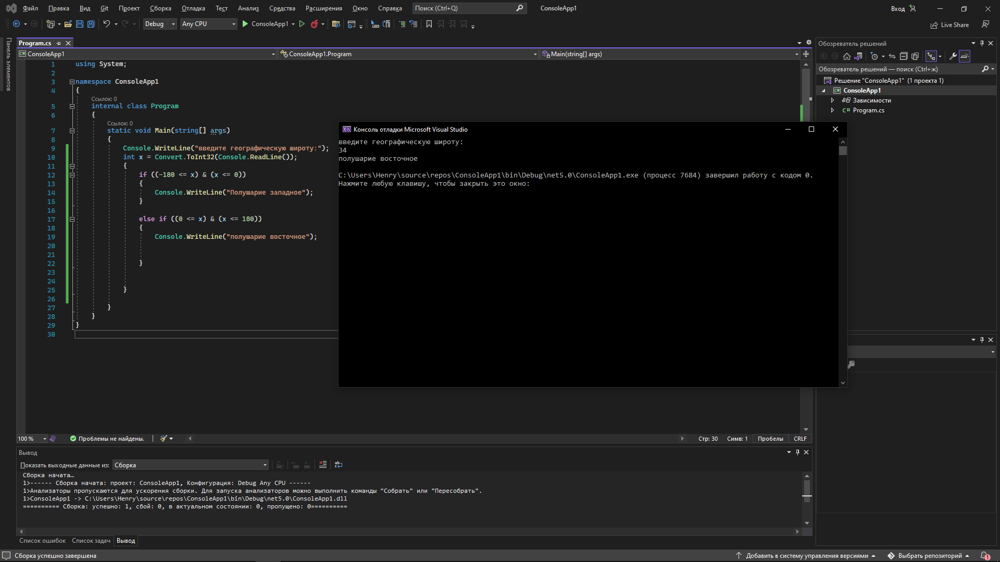 Файл Правка Вид Git Проект Сборка Отладка Тест Анализ Средства Расширения Окно Справка Поиск (Ctrl+Q) ConsoleApp1 Вход
Debug Any CPU ConsoleApp1 Live Share
Панель элементов
Program.cs
ConsoleApp1 ConsoleApp1.Program Main(string[] args)
1 using System;
2
3 namespace ConsoleApp1
4 {
Ссылок: 0
5 internal class Program
6 {
Ссылок: 0
7 static void Main(string[] args)
8 {
9 Console.WriteLine("введите географическую широту:");
10 int x = Convert.ToInt32(Console.ReadLine());
11 {
12 if ((-180 <= x) & (x <= 0))
13 {
14 Console.WriteLine("Полушарие западное");
15 }
16
17 else if ((0 <= x) & (x <= 180))
18 {
19 Console.WriteLine("полушарие восточное");
20
21
22 }
23
24
25 }
26
27 }
28 }
29 }
30
Консоль отладки Microsoft Visual Studio
введите географическую широту:
34
полушарие восточное
C:\Users\Henry\source\repos\ConsoleApp1\bin\Debug\net5.0\ConsoleApp1.exe (процесс 7684) завершил работу с кодом 0.
Нажмите любую клавишу, чтобы закрыть это окно:
Обозреватель решений
Обозреватель решений — поиск (Ctrl+ж)
Решение "ConsoleApp1" (1 проекта 1)
C# ConsoleApp1
Зависимости
C# Program.cs
100 % Проблемы не найдены. Стр: 30 Симв: 1 Пробелы CRLF
Вывод
Показать выходные данные из: Сборка
Сборка начата…
1>------ Сборка начата: проект: ConsoleApp1, Конфигурация: Debug Any CPU ------
1>Анализаторы пропускаются для ускорения сборки. Для запуска анализаторов можно выполнить команды "Собрать" или "Пересобрать".
1>ConsoleApp1 -> C:\Users\Henry\source\repos\ConsoleApp1\bin\Debug\net5.0\ConsoleApp1.dll
========== Сборка: успешно: 1, сбой: 0, в актуальном состоянии: 0, пропущено: 0==========
Список ошибок Список задач Вывод
Сборка успешно завершена Добавить в систему управления версиями Выбрать репозиторий 1